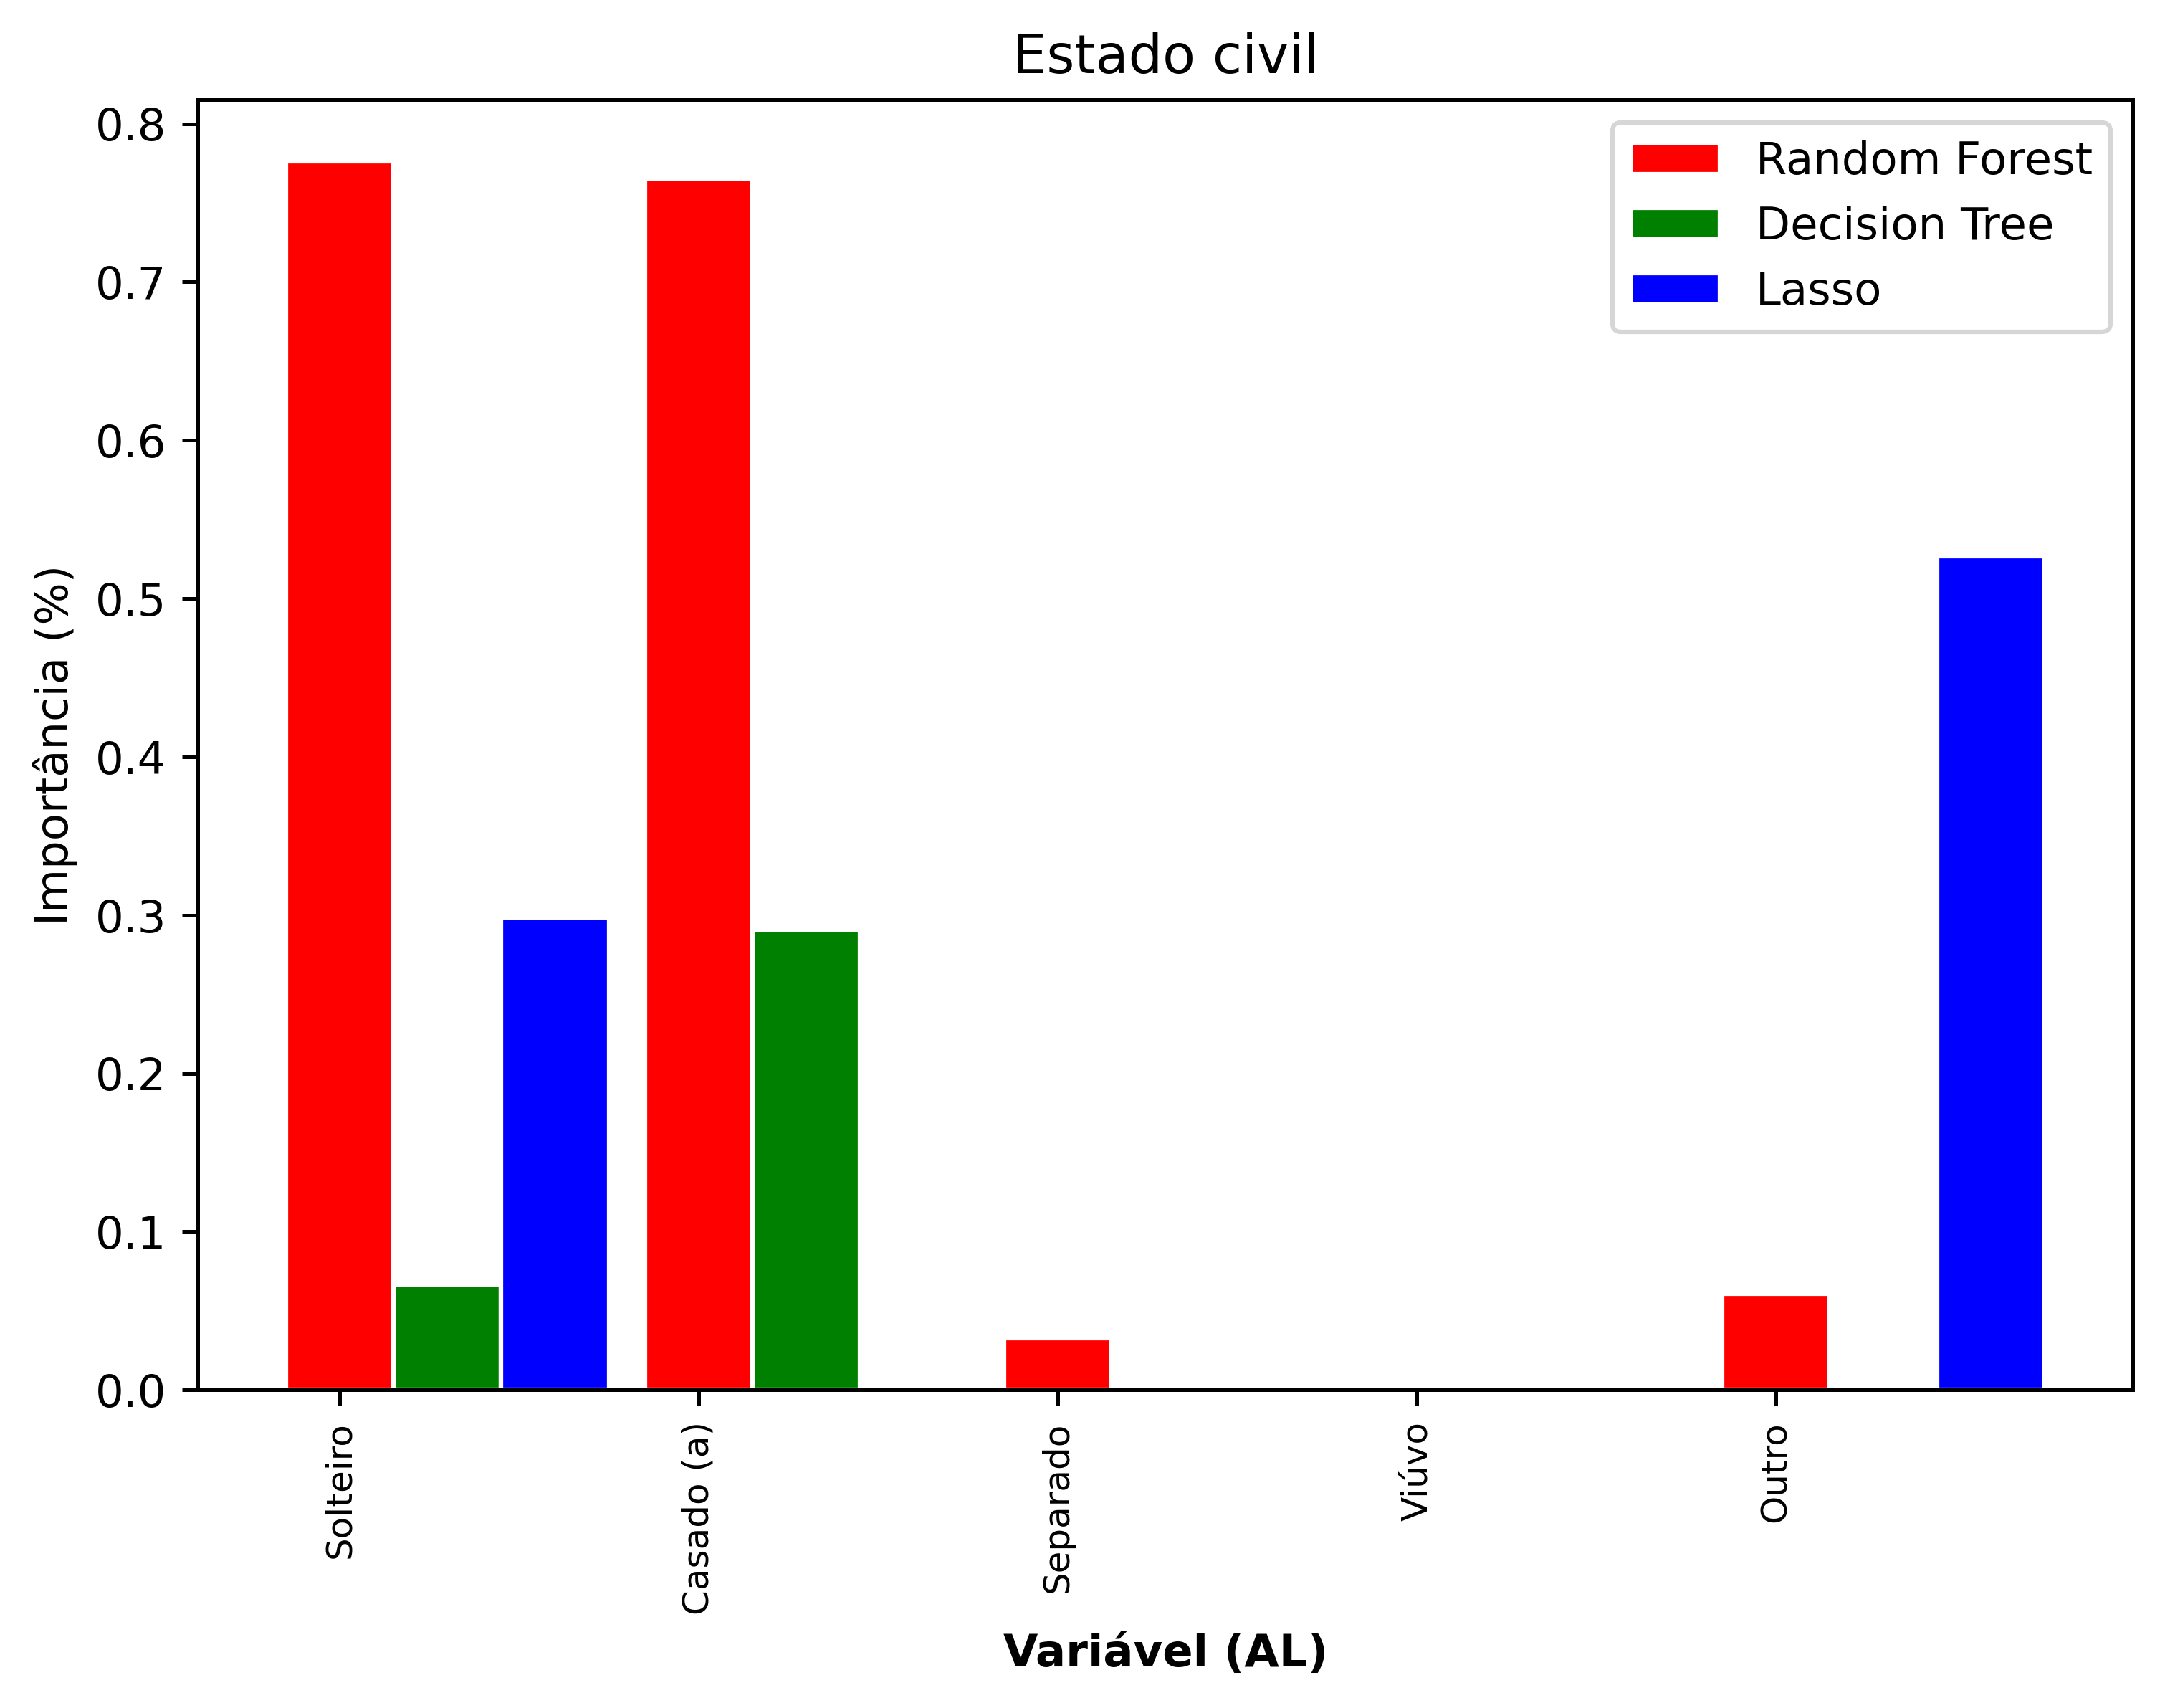 Estado civil
Random Forest
Decision Tree
Lasso
Importância (%)
0.8
0.7
0.6
0.5
0.4
0.3
0.2
0.1
0.0
Solteiro
Casado (a)
Separado
Viúvo
Outro
Variável (AL)